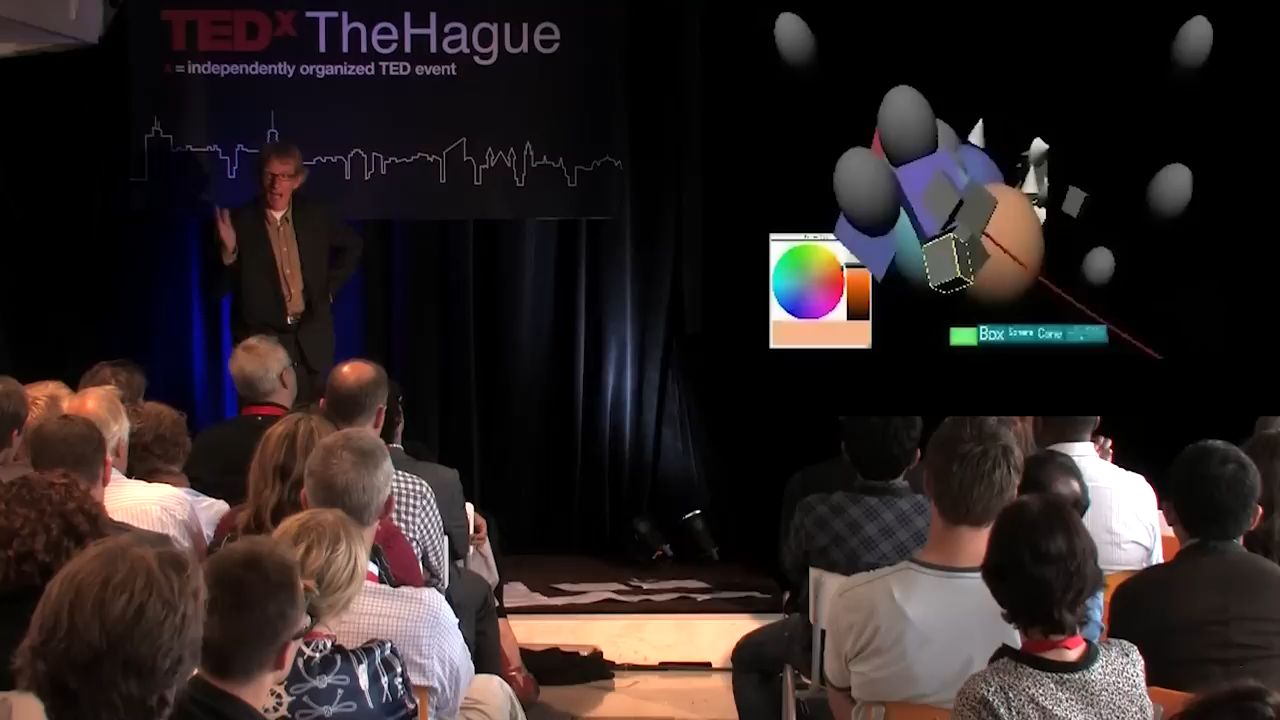 TEDx TheHague
x = independently organized TED event
Box Sphere Cone